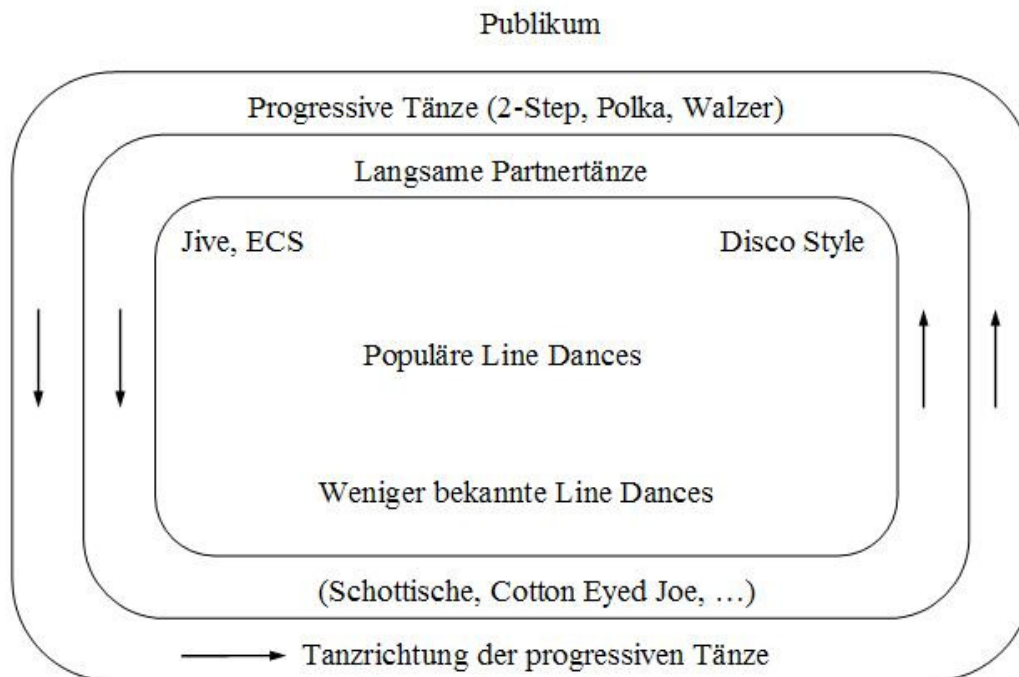 Publikum
Progressive Tänze (2-Step, Polka, Walzer)
Langsame Partnertänze
Jive, ECS
Disco Style
Populäre Line Dances
Weniger bekannte Line Dances
(Schottische, Cotton Eyed Joe, …)
Tanzrichtung der progressiven Tänze